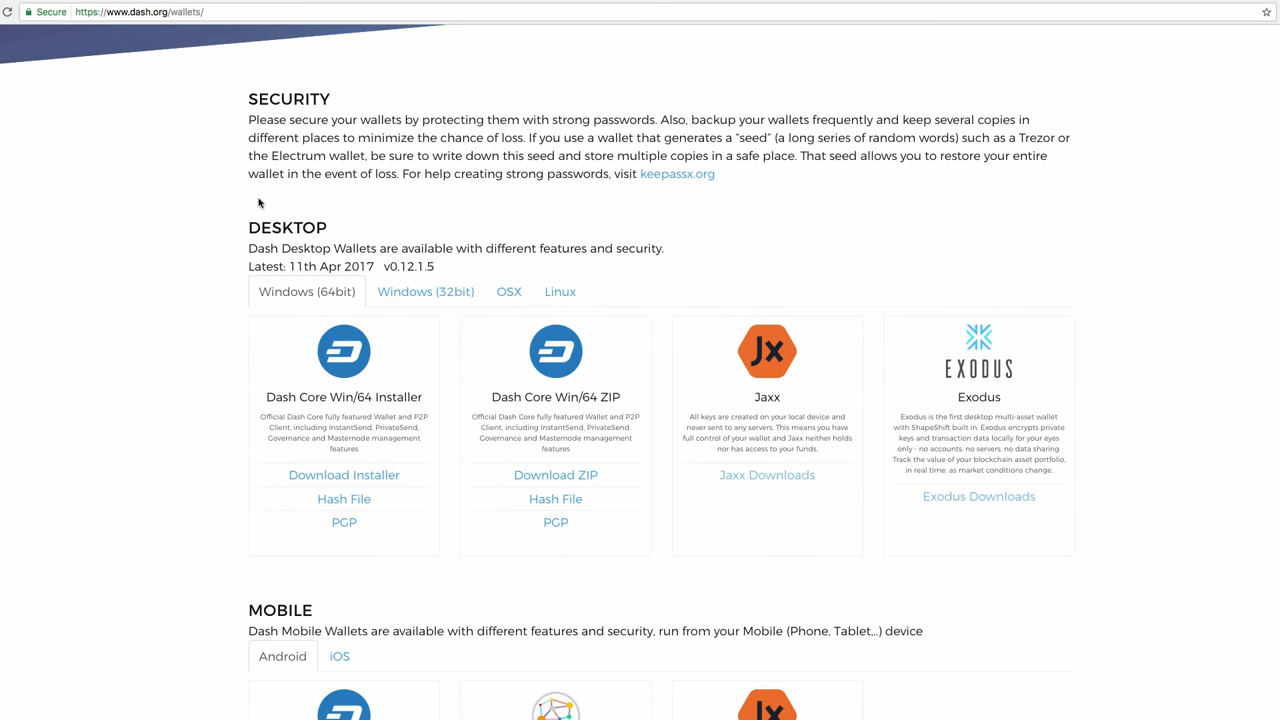 Secure https://www.dash.org/wallets/
SECURITY
Please secure your wallets by protecting them with strong passwords. Also, backup your wallets frequently and keep several copies in
different places to minimize the chance of loss. If you use a wallet that generates a “seed” (a long series of random words) such as a Trezor or
the Electrum wallet, be sure to write down this seed and store multiple copies in a safe place. That seed allows you to restore your entire
wallet in the event of loss. For help creating strong passwords, visit keepassx.org
DESKTOP
Dash Desktop Wallets are available with different features and security.
Latest: 11th Apr 2017 v0.12.1.5
Windows (64bit) Windows (32bit) OSX Linux
Dash Core Win/64 Installer
Official Dash Core fully featured Wallet and P2P
Client, including InstantSend, PrivateSend,
Governance and Masternode management
features
Download Installer
Hash File
PGP
Dash Core Win/64 ZIP
Official Dash Core fully featured Wallet and P2P
Client, including InstantSend, PrivateSend,
Governance and Masternode management
features
Download ZIP
Hash File
PGP
Jx
Jaxx
All keys are created on your local device and
never sent to any servers. This means you have
full control of your wallet and Jaxx neither holds
nor has access to your funds.
Jaxx Downloads
EXODUS
Exodus
Exodus is the first desktop multi-asset wallet
with ShapeShift built in. Exodus encrypts private
keys and transaction data locally for your eyes
only - no accounts, no servers, no data sharing.
Track the value of your blockchain asset portfolio,
in real time, as market conditions change.
Exodus Downloads
MOBILE
Dash Mobile Wallets are available with different features and security, run from your Mobile (Phone, Tablet,..) device
Android iOS
Jx